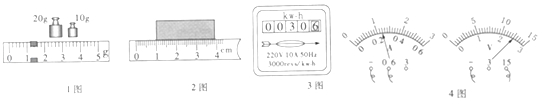 20g 10g
0 1 2 3 4 5 g
1图
0 1 2 3 4 cm
2图
kw-h
0 0 3 0 6
220V 10A 50Hz
3000revs/kw·h
3图
0 1 2 3
0 0.2 0.4 0.6
A
- 0.6 3
0 5 10 15
0 1 2 3
V
- 3 15
4图